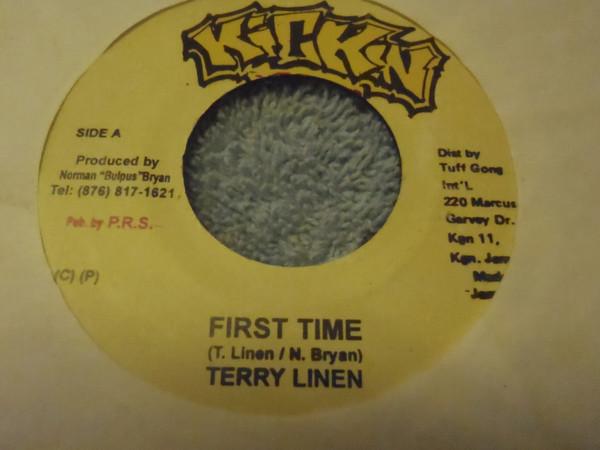 KICKIN
SIDE A
Produced by
Norman "Bulpus"Bryan
Tel: (876) 817-1621
Pub. by P.R.S.
(C) (P)
Dist by
Tuff Gong
Int'L
220 Marcus
Garvey Dr.
Kgn 11,
Kgn.
FIRST TIME
(T. Linen / N. Bryan)
TERRY LINEN